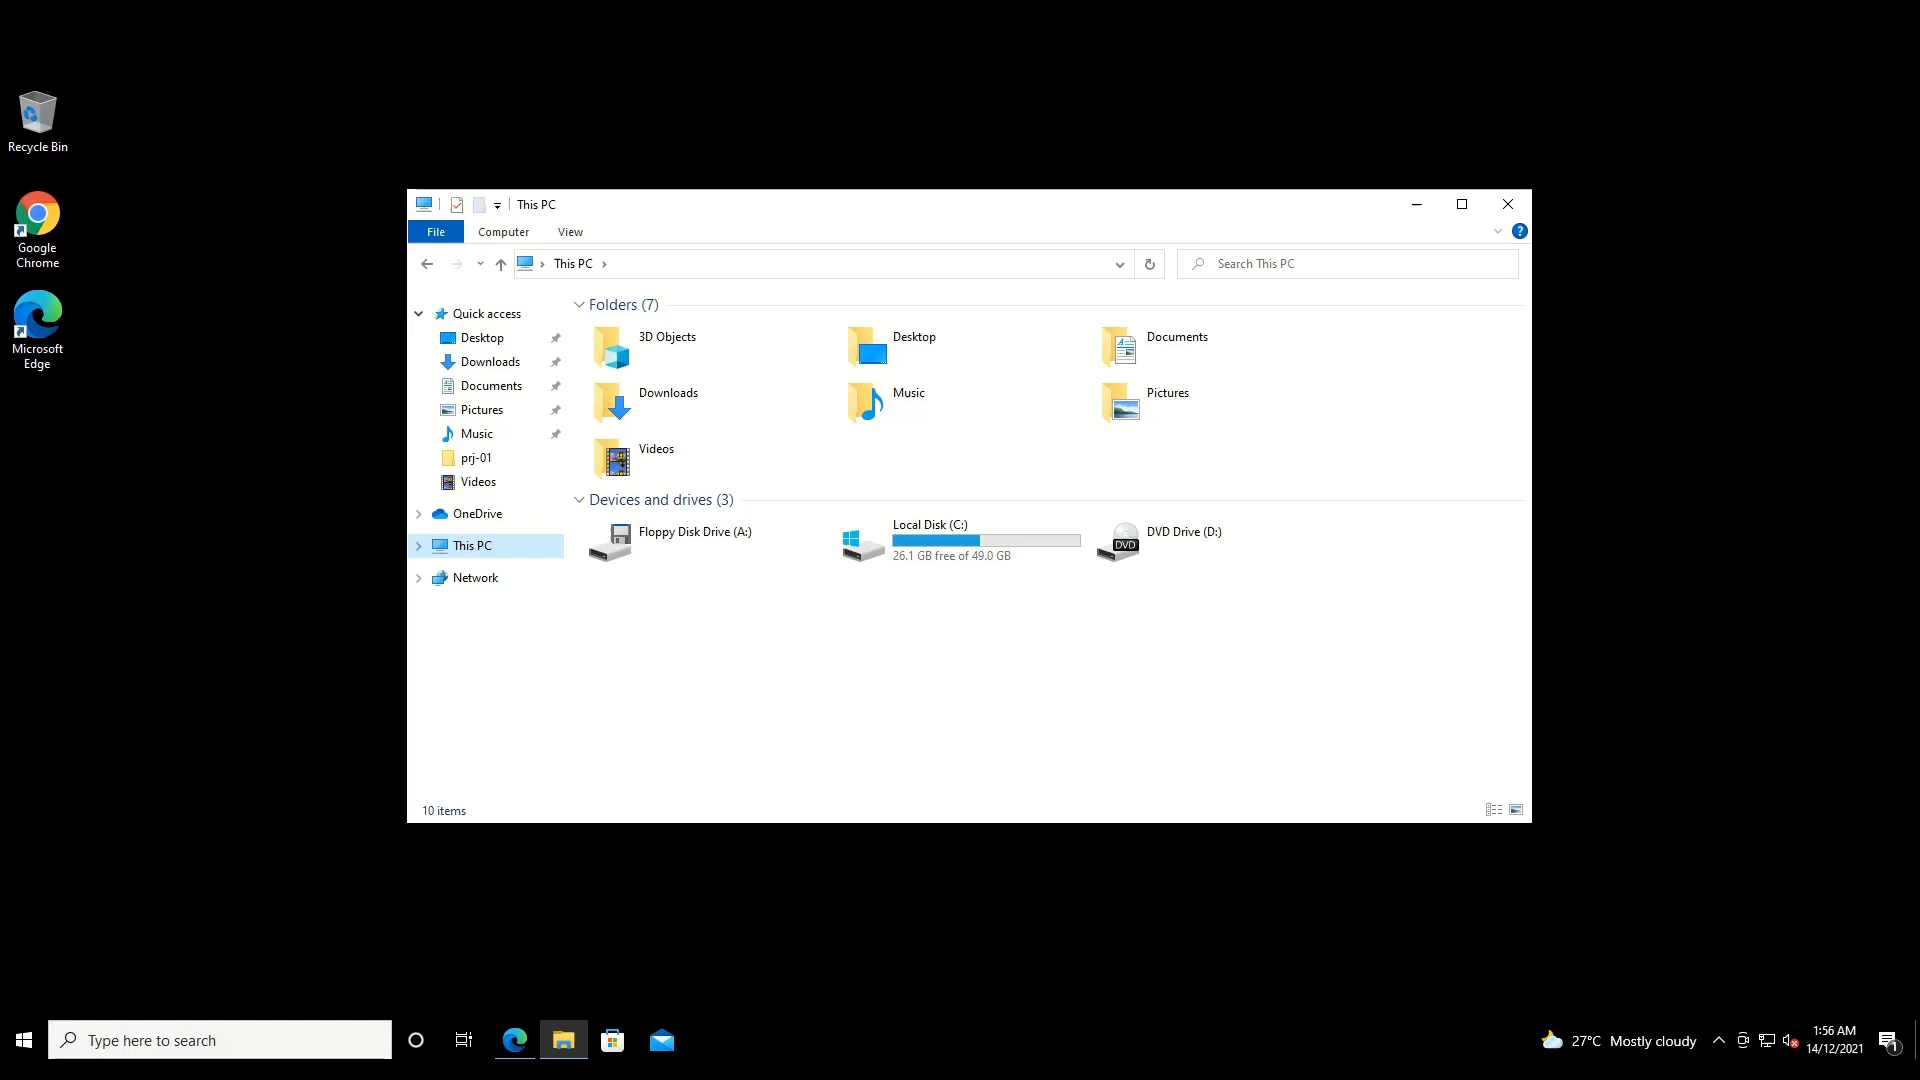 Recycle Bin
Google
Chrome
Microsoft
Edge
This PC
File
Computer
View
?
This PC
Search This PC
Quick access
Desktop
Downloads
Documents
Pictures
Music
prj-01
Videos
OneDrive
This PC
Network
Folders (7)
3D Objects
Desktop
Documents
Downloads
Music
Pictures
Videos
Devices and drives (3)
Floppy Disk Drive (A:)
Local Disk (C:)
26.1 GB free of 49.0 GB
DVD
DVD Drive (D:)
10 items
Type here to search
27°C Mostly cloudy
1:56 AM
14/12/2021
1